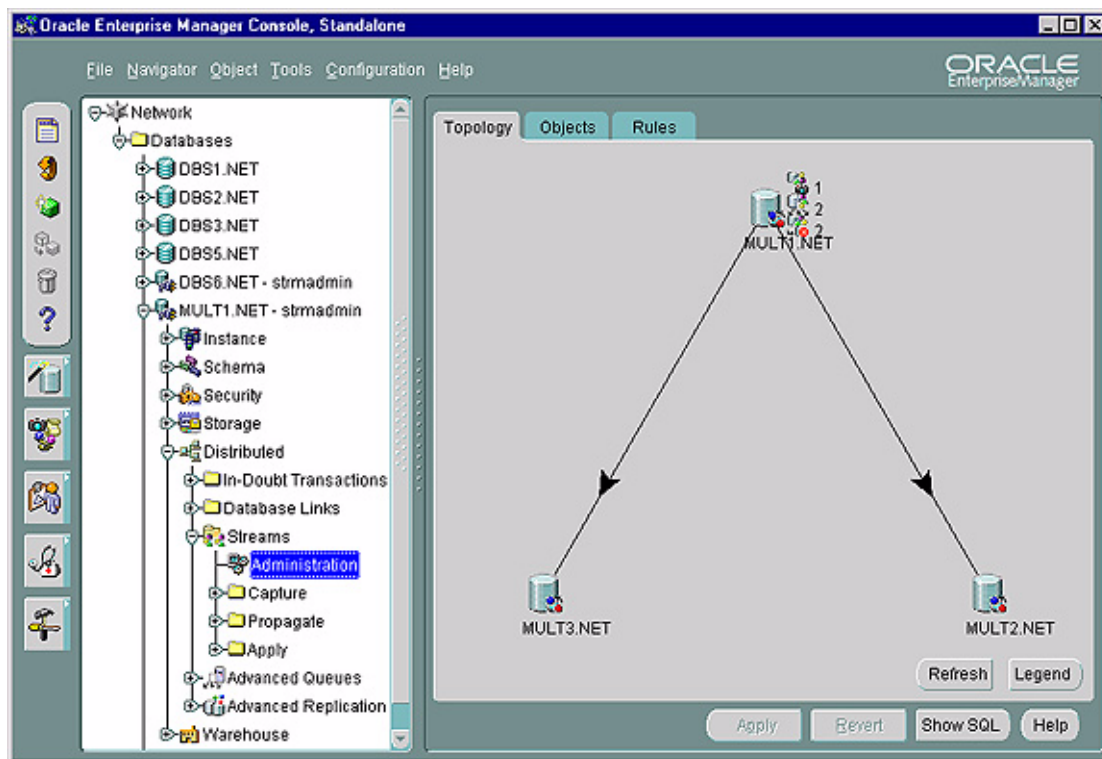 Oracle Enterprise Manager Console, Standalone
File Navigator Object Tools Configuration Help
ORACLE
EnterpriseManager
Network
Databases
DBS1.NET
DBS2.NET
DBS3.NET
DBS5.NET
DBS6.NET - strmadmin
MULT1.NET - strmadmin
Instance
Schema
Security
Storage
Distributed
In-Doubt Transactions
Database Links
Streams
Administration
Capture
Propagate
Apply
Advanced Queues
Advanced Replication
Warehouse
Topology Objects Rules
1
2
2
MULT1.NET
MULT3.NET
MULT2.NET
Refresh Legend
Apply Revert Show SQL Help